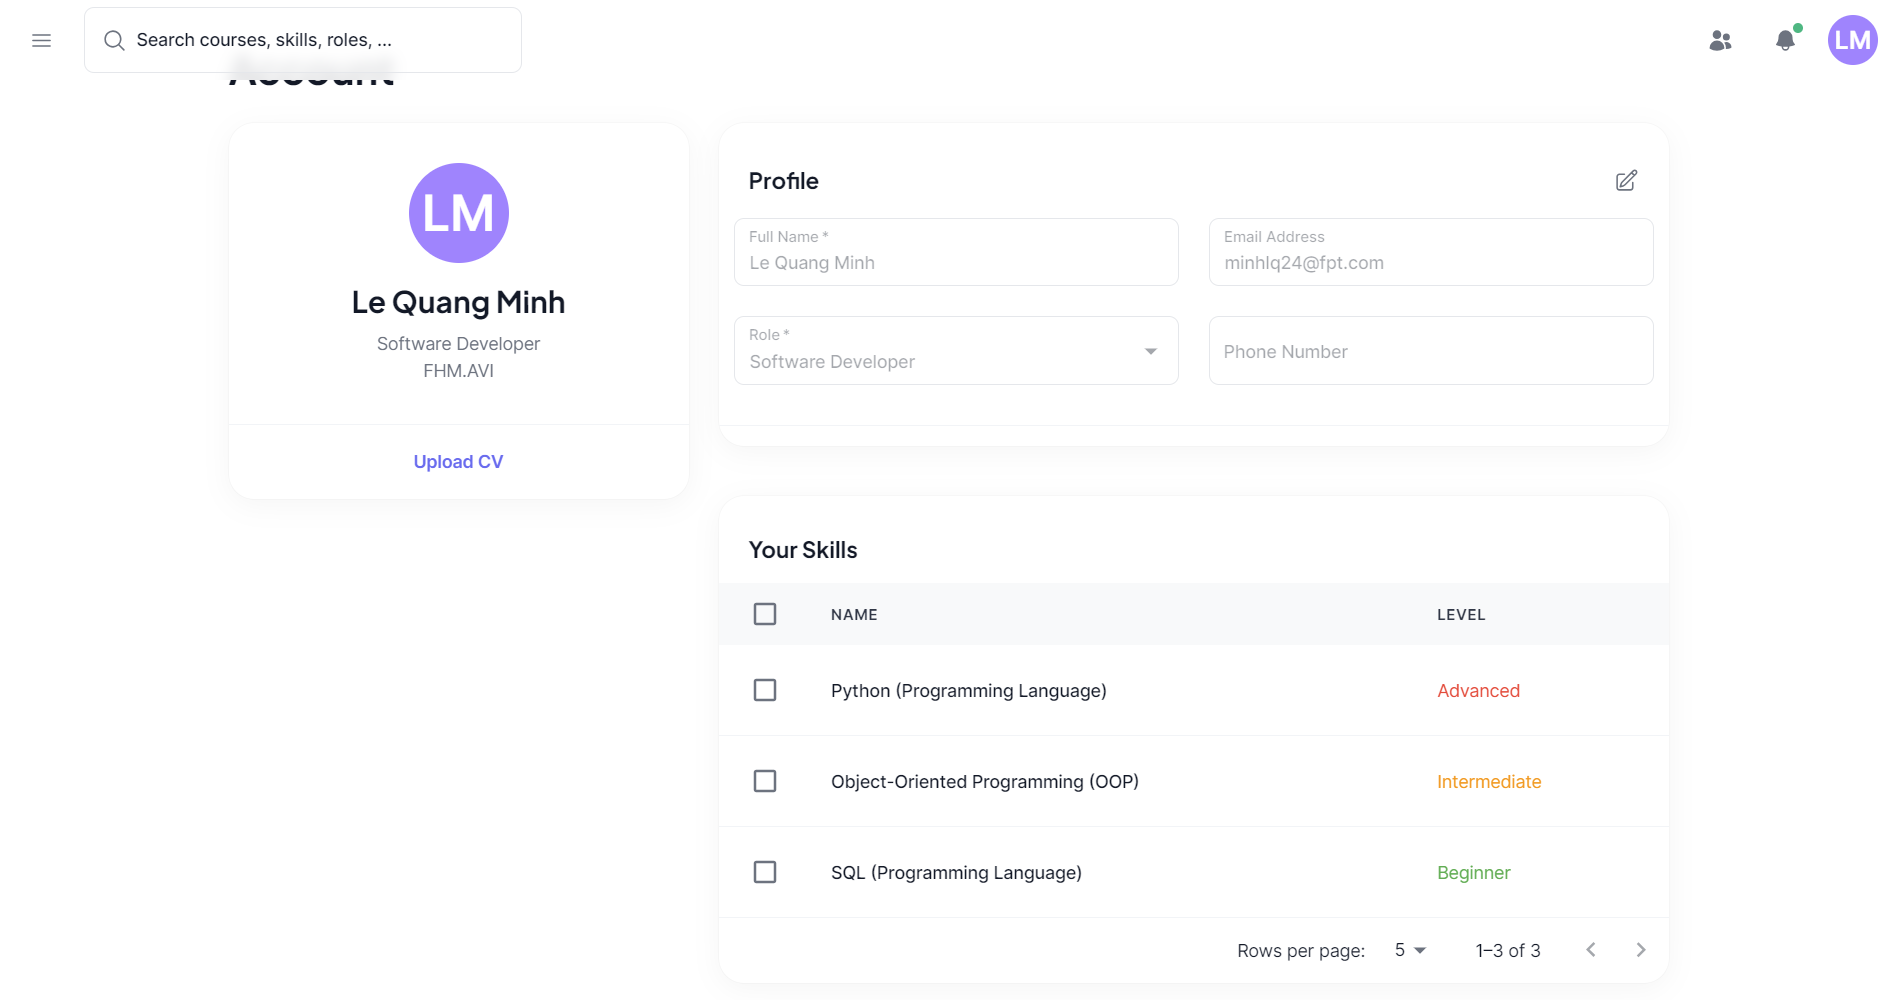 Search courses, skills, roles, ...
LM
Account
LM
Le Quang Minh
Software Developer
FHM.AVI
Upload CV
Profile
Full Name *
Le Quang Minh
Email Address
minhlq24@fpt.com
Role *
Software Developer
Phone Number
Your Skills
NAME LEVEL
Python (Programming Language) Advanced
Object-Oriented Programming (OOP) Intermediate
SQL (Programming Language) Beginner
Rows per page: 5 1–3 of 3